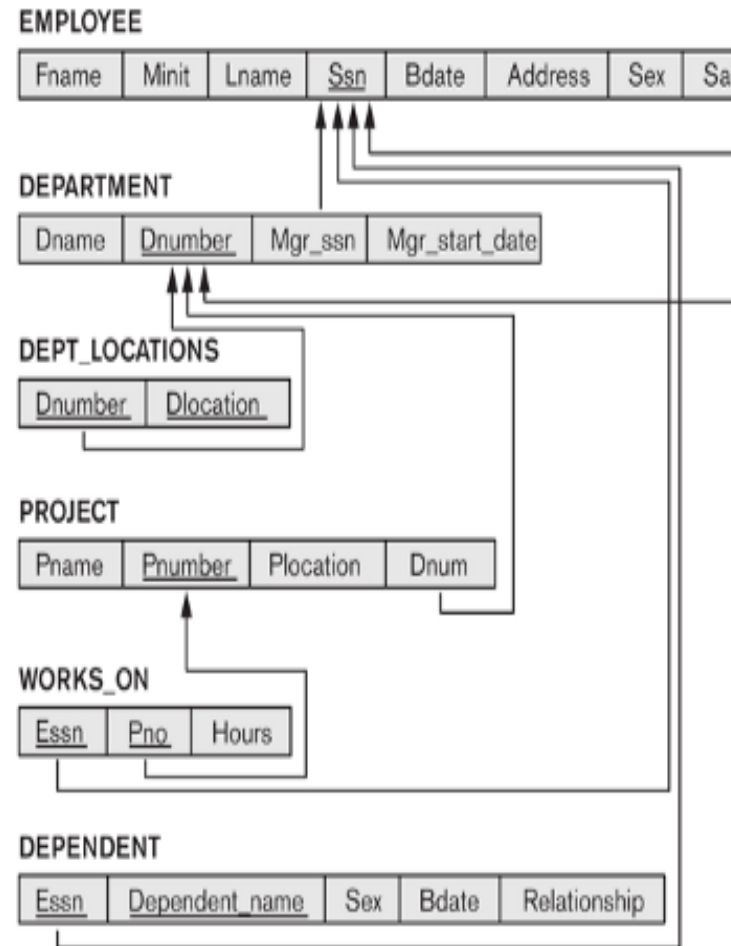 EMPLOYEE
Fname Minit Lname Ssn Bdate Address Sex Sa
DEPARTMENT
Dname Dnumber Mgr_ssn Mgr_start_date
DEPT_LOCATIONS
Dnumber Dlocation
PROJECT
Pname Pnumber Plocation Dnum
WORKS_ON
Essn Pno Hours
DEPENDENT
Essn Dependent_name Sex Bdate Relationship